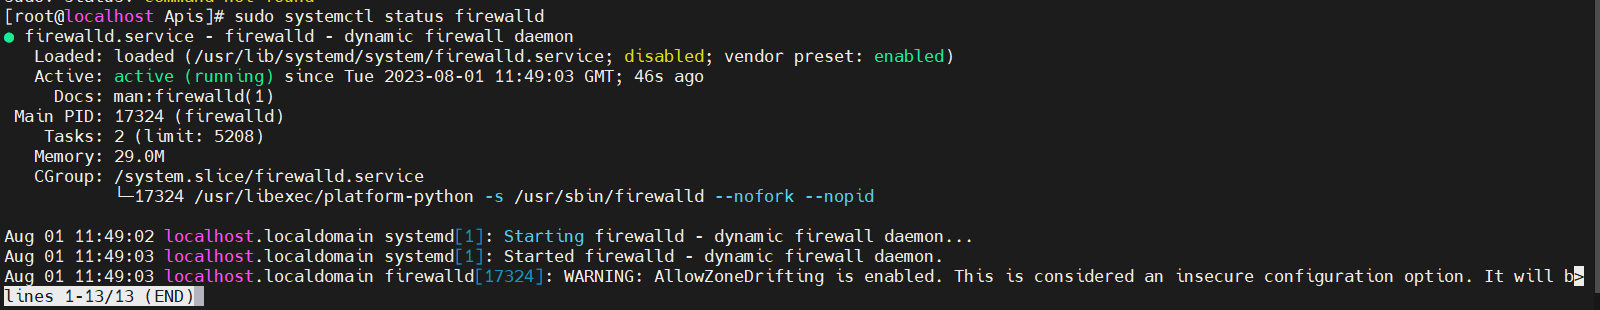 sudo: status: command not found
[root@localhost Apis]# sudo systemctl status firewalld
● firewalld.service - firewalld - dynamic firewall daemon
   Loaded: loaded (/usr/lib/systemd/system/firewalld.service; disabled; vendor preset: enabled)
   Active: active (running) since Tue 2023-08-01 11:49:03 GMT; 46s ago
     Docs: man:firewalld(1)
 Main PID: 17324 (firewalld)
    Tasks: 2 (limit: 5208)
   Memory: 29.0M
   CGroup: /system.slice/firewalld.service
           └─17324 /usr/libexec/platform-python -s /usr/sbin/firewalld --nofork --nopid

Aug 01 11:49:02 localhost.localdomain systemd[1]: Starting firewalld - dynamic firewall daemon...
Aug 01 11:49:03 localhost.localdomain systemd[1]: Started firewalld - dynamic firewall daemon.
Aug 01 11:49:03 localhost.localdomain firewalld[17324]: WARNING: AllowZoneDrifting is enabled. This is considered an insecure configuration option. It will b>
lines 1-13/13 (END)